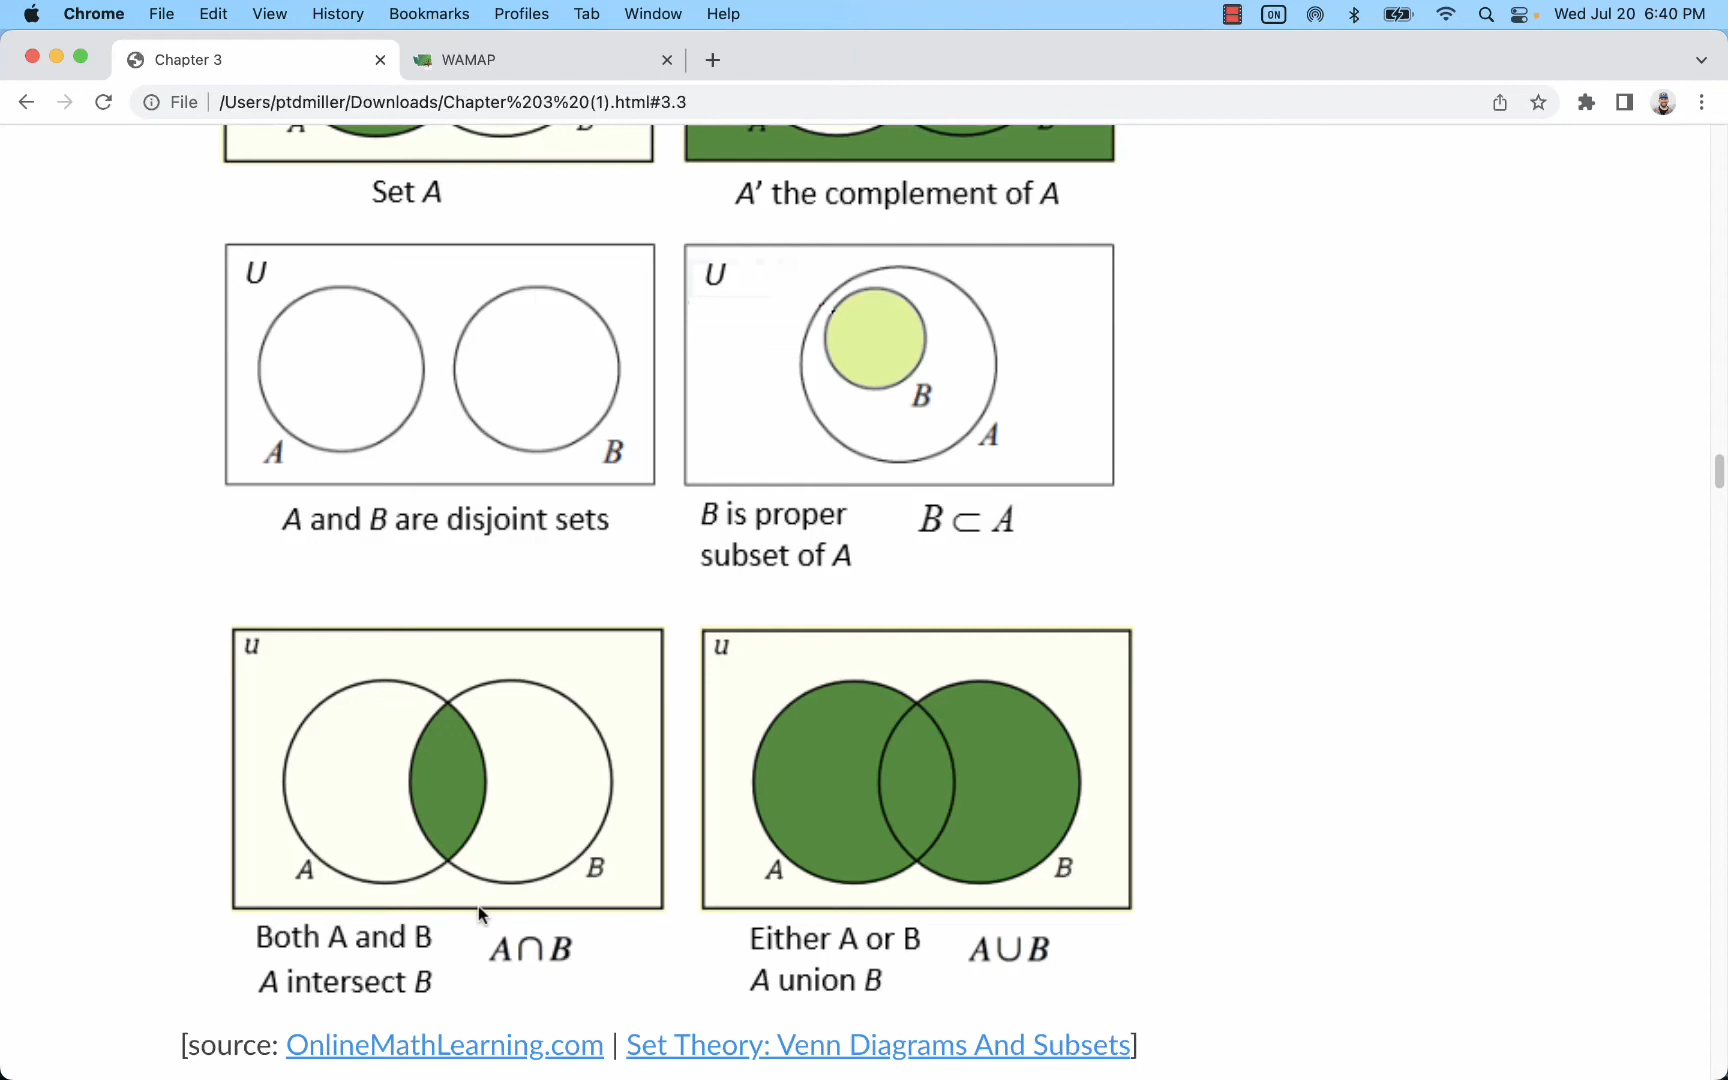 Chrome File Edit View History Bookmarks Profiles Tab Window Help ON Wed Jul 20 6:40 PM
Chapter 3 WAMAP
File /Users/ptdmiller/Downloads/Chapter%203%20(1).html#3.3
A B A B
Set A A′ the complement of A
U U
B
A
A B
A and B are disjoint sets
B is proper B ⊂ A
subset of A
u u
A B A B
Both A and B A∩B
A intersect B
Either A or B A∪B
A union B
[source: OnlineMathLearning.com | Set Theory: Venn Diagrams And Subsets]